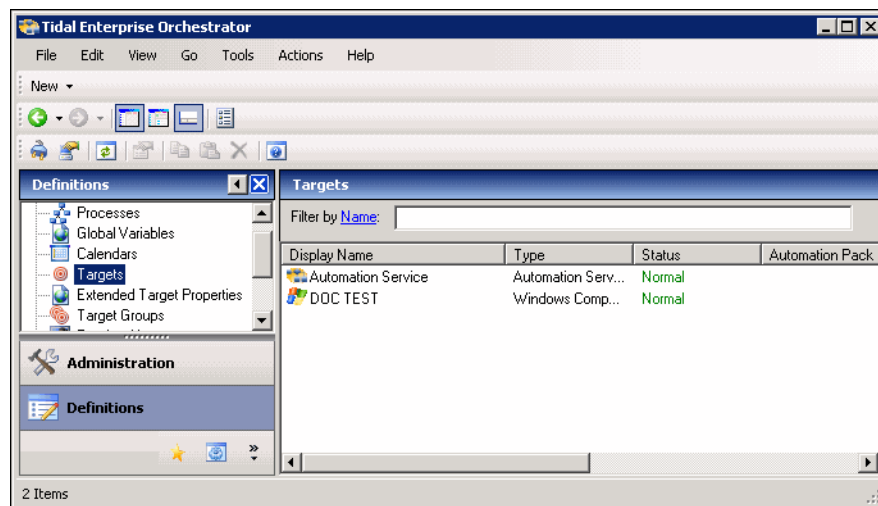 Tidal Enterprise Orchestrator
File Edit View Go Tools Actions Help
New
Definitions
Processes
Global Variables
Calendars
Targets
Extended Target Properties
Target Groups
Administration
Definitions
2 Items
Targets
Filter by Name:
Display Name Type Status Automation Pack
Automation Service Automation Serv... Normal
DOC TEST Windows Comp... Normal